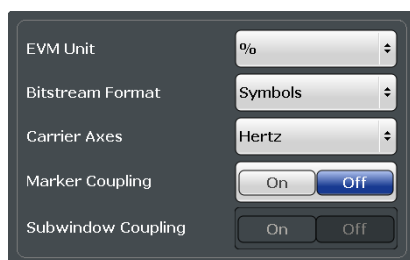 EVM Unit %
Bitstream Format Symbols
Carrier Axes Hertz
Marker Coupling On Off
Subwindow Coupling On Off